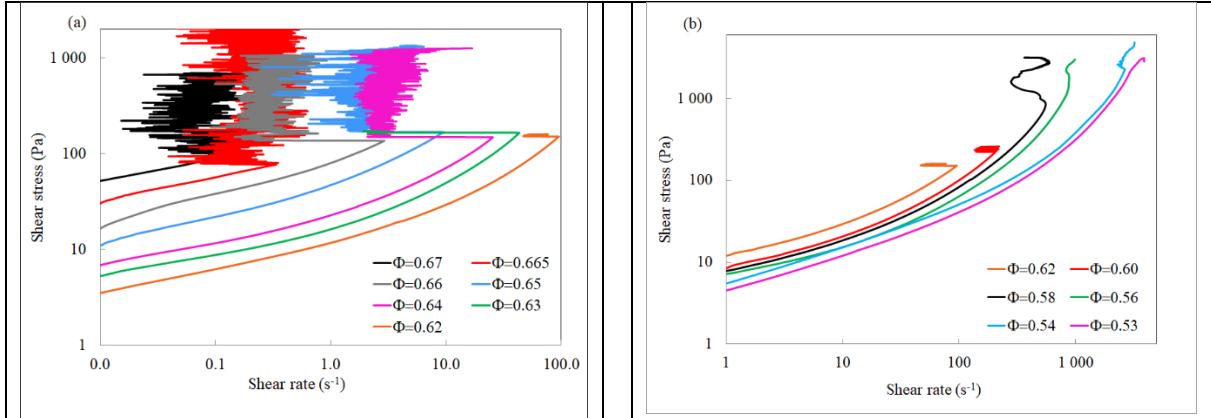 (a)
1 000
100
10
1
Shear stress (Pa)
0.0 0.1 1.0 10.0 100.0
Shear rate (s-1)
Φ=0.67 Φ=0.665
Φ=0.66 Φ=0.65
Φ=0.64 Φ=0.63
Φ=0.62
(b)
1 000
100
10
1
Shear stress (Pa)
1 10 100 1 000
Shear rate (s-1)
Φ=0.62 Φ=0.60
Φ=0.58 Φ=0.56
Φ=0.54 Φ=0.53